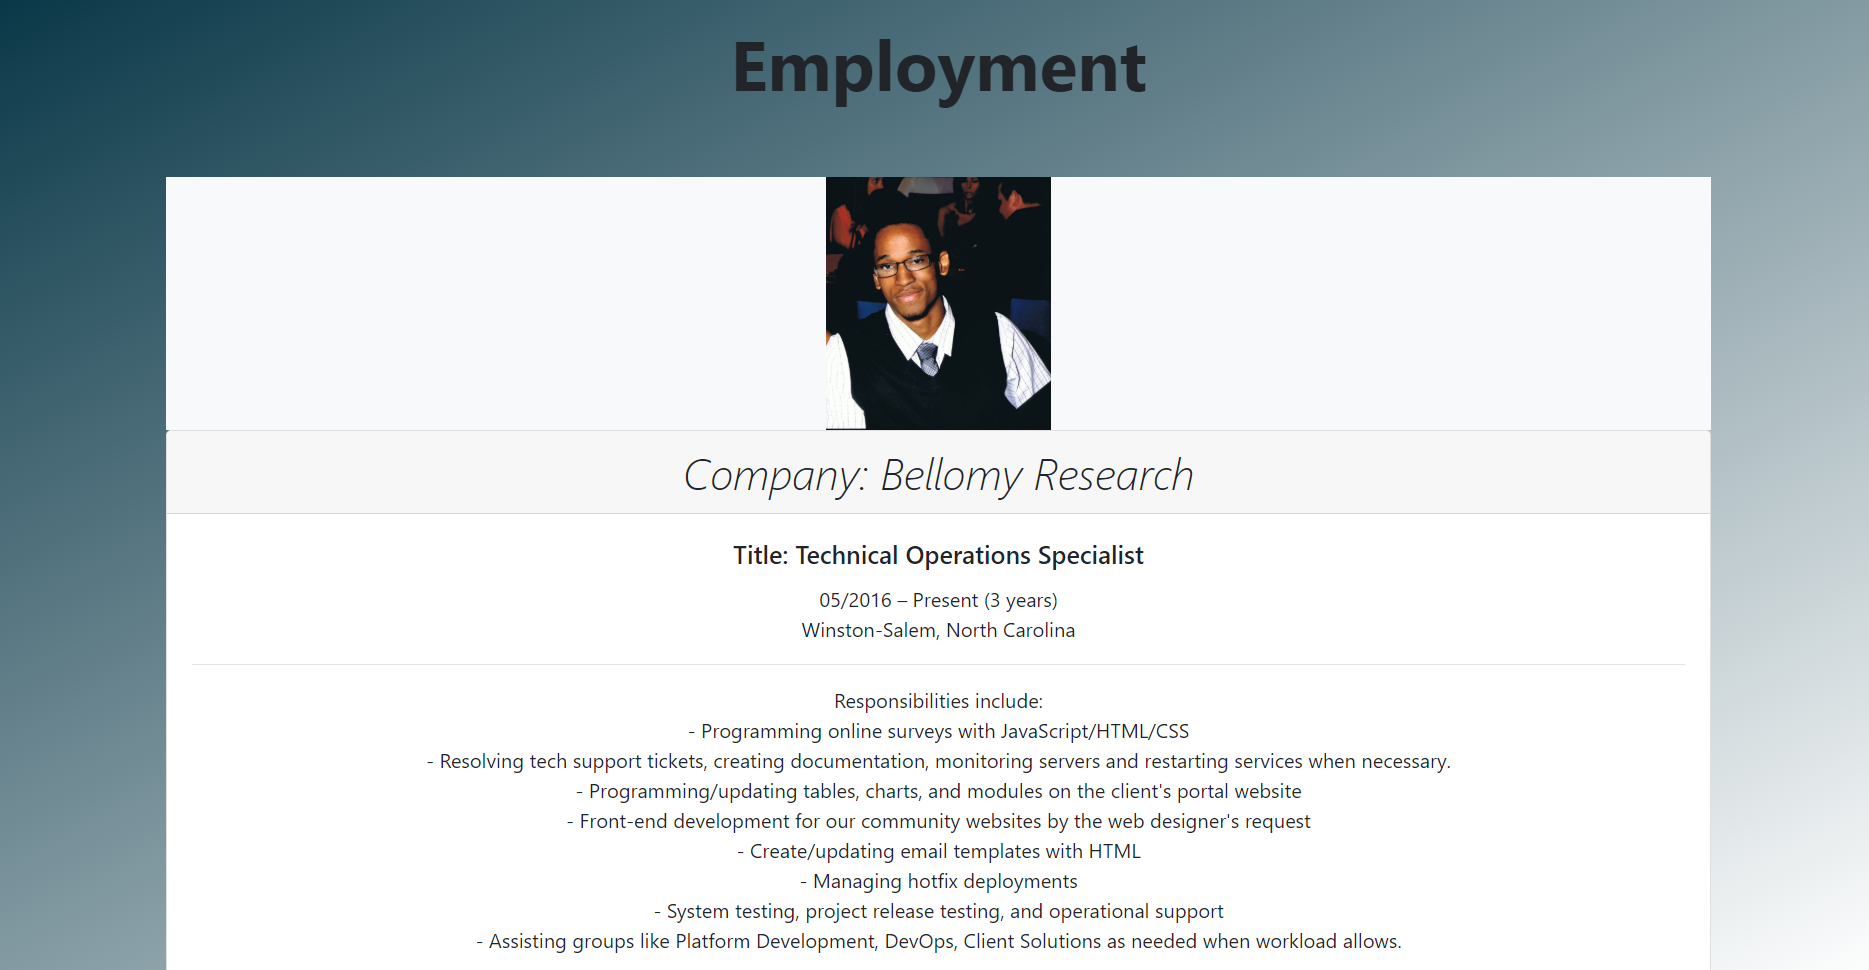 Employment
Company: Bellomy Research
Title: Technical Operations Specialist
05/2016 – Present (3 years)
Winston-Salem, North Carolina
Responsibilities include:
- Programming online surveys with JavaScript/HTML/CSS
- Resolving tech support tickets, creating documentation, monitoring servers and restarting services when necessary.
- Programming/updating tables, charts, and modules on the client's portal website
- Front-end development for our community websites by the web designer's request
- Create/updating email templates with HTML
- Managing hotfix deployments
- System testing, project release testing, and operational support
- Assisting groups like Platform Development, DevOps, Client Solutions as needed when workload allows.